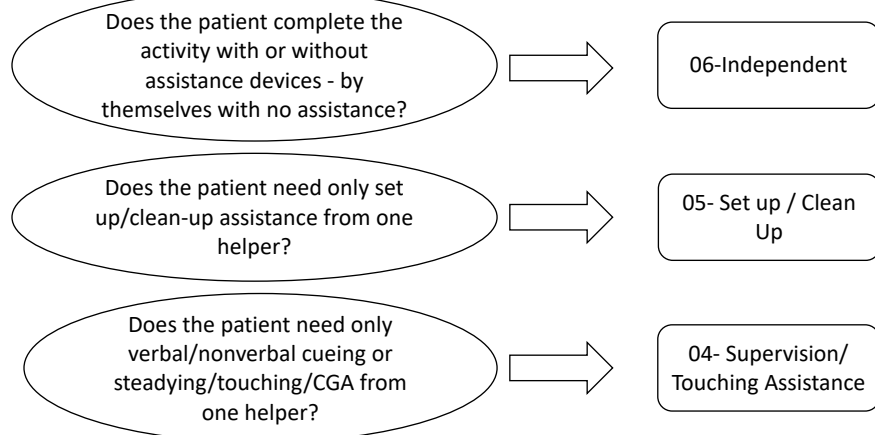 Does the patient complete the
activity with or without
assistance devices - by
themselves with no assistance?
06-Independent
Does the patient need only set
up/clean-up assistance from one
helper?
05- Set up / Clean
Up
Does the patient need only
verbal/nonverbal cueing or
steadying/touching/CGA from
one helper?
04- Supervision/
Touching Assistance